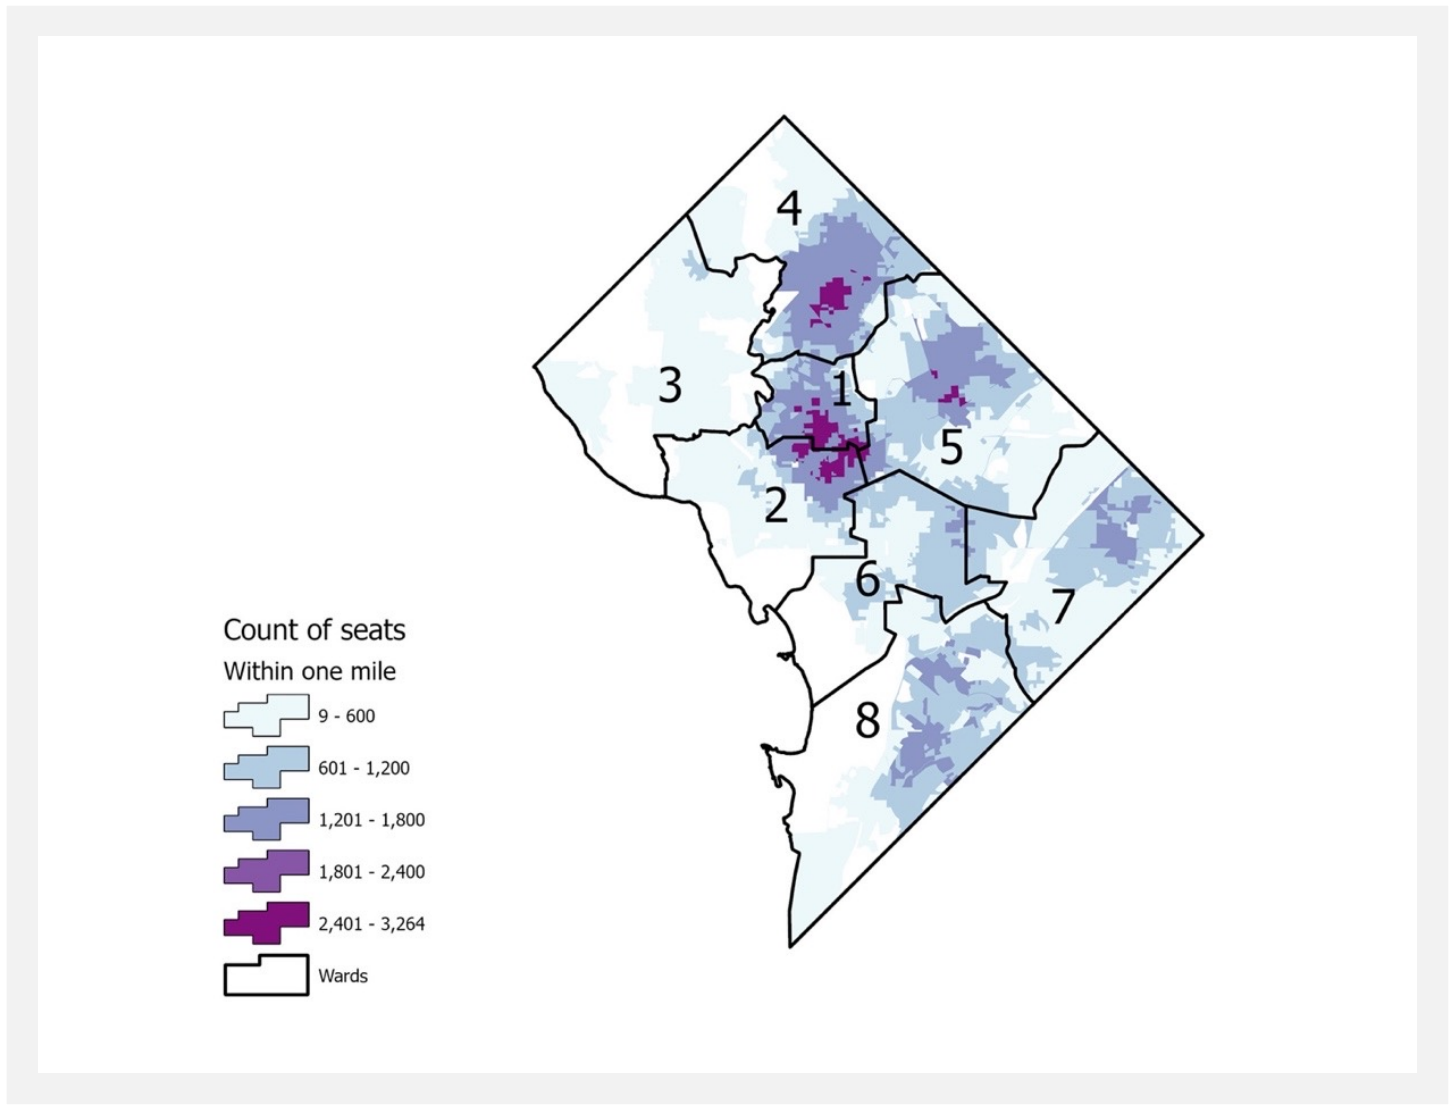 4
1
3
5
2
6
7
8
Count of seats
Within one mile
9 - 600
601 - 1,200
1,201 - 1,800
1,801 - 2,400
2,401 - 3,264
Wards